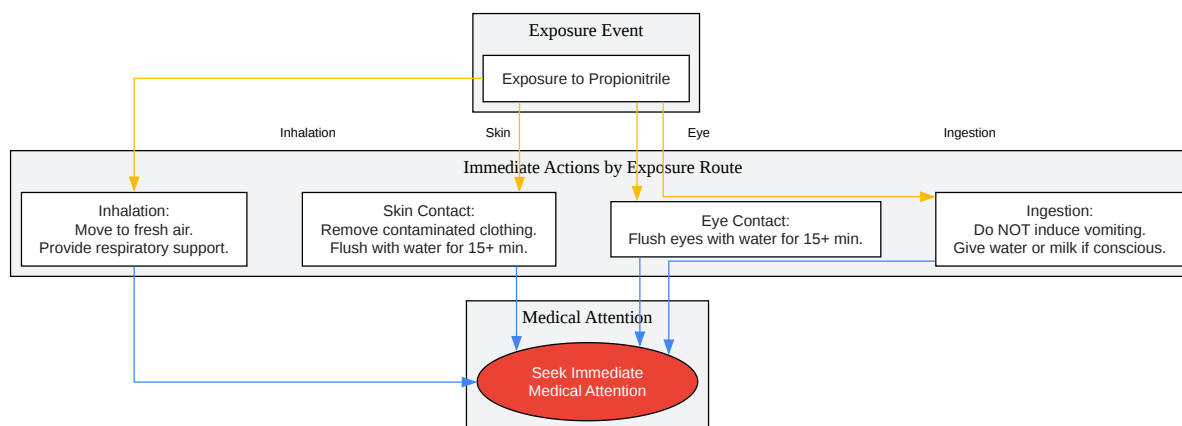 Exposure Event
Exposure to Propionitrile
Inhalation
Skin
Eye
Ingestion
Immediate Actions by Exposure Route
Inhalation:
Move to fresh air.
Provide respiratory support.
Skin Contact:
Remove contaminated clothing.
Flush with water for 15+ min.
Eye Contact:
Flush eyes with water for 15+ min.
Ingestion:
Do NOT induce vomiting.
Give water or milk if conscious.
Medical Attention
Seek Immediate
Medical Attention